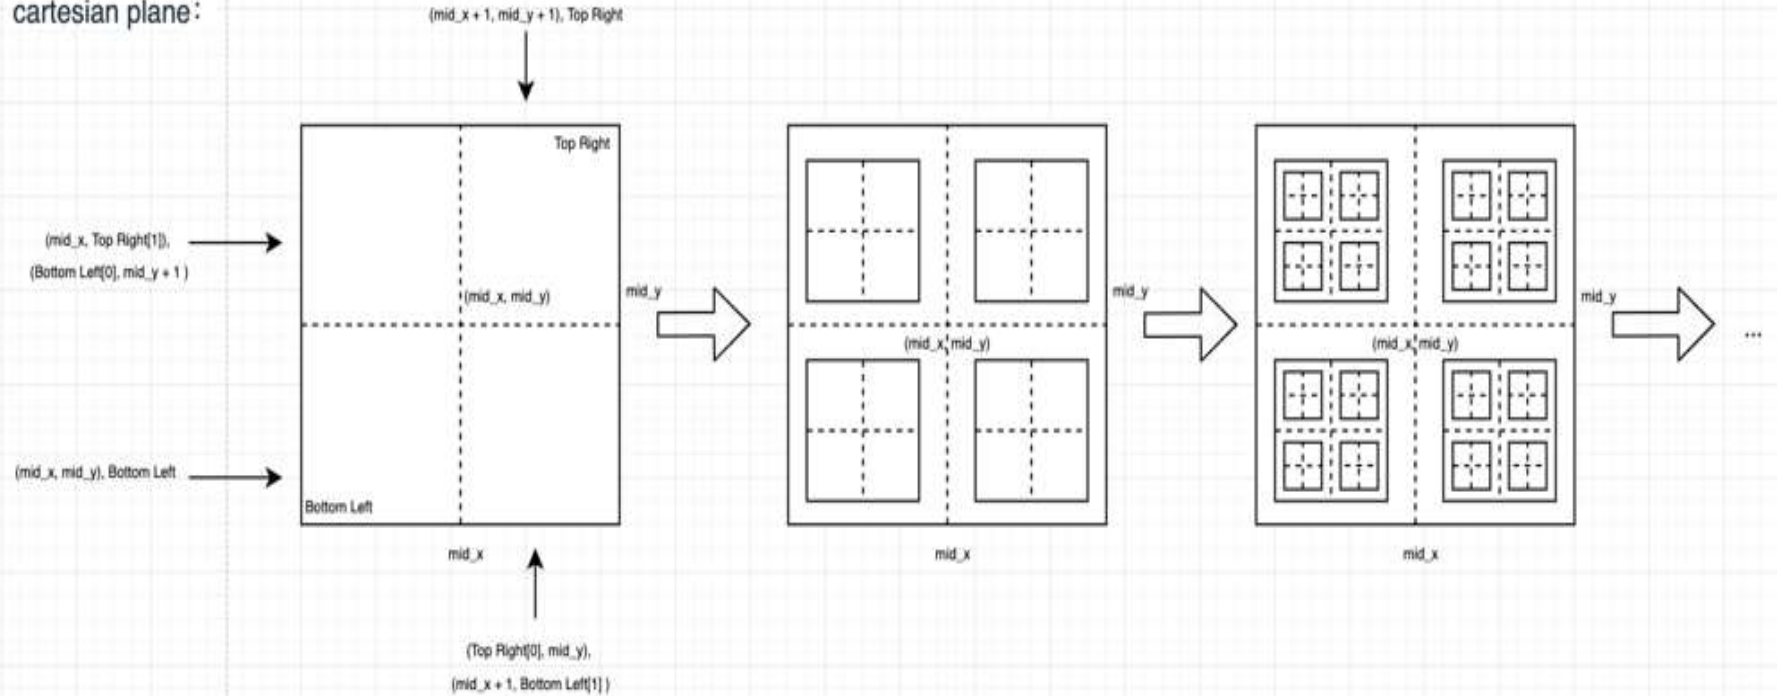 cartesian plane:
(mid_x + 1, mid_y + 1), Top Right
Top Right
(mid_x, Top Right[1]),
(Bottom Left[0], mid_y + 1 )
(mid_x, mid_y)
mid_y
mid_y
mid_y
(mid_x, mid_y)
(mid_x, mid_y)
...
(mid_x, mid_y), Bottom Left
Bottom Left
mid_x
mid_x
mid_x
(Top Right[0], mid_y),
(mid_x + 1, Bottom Left[1] )